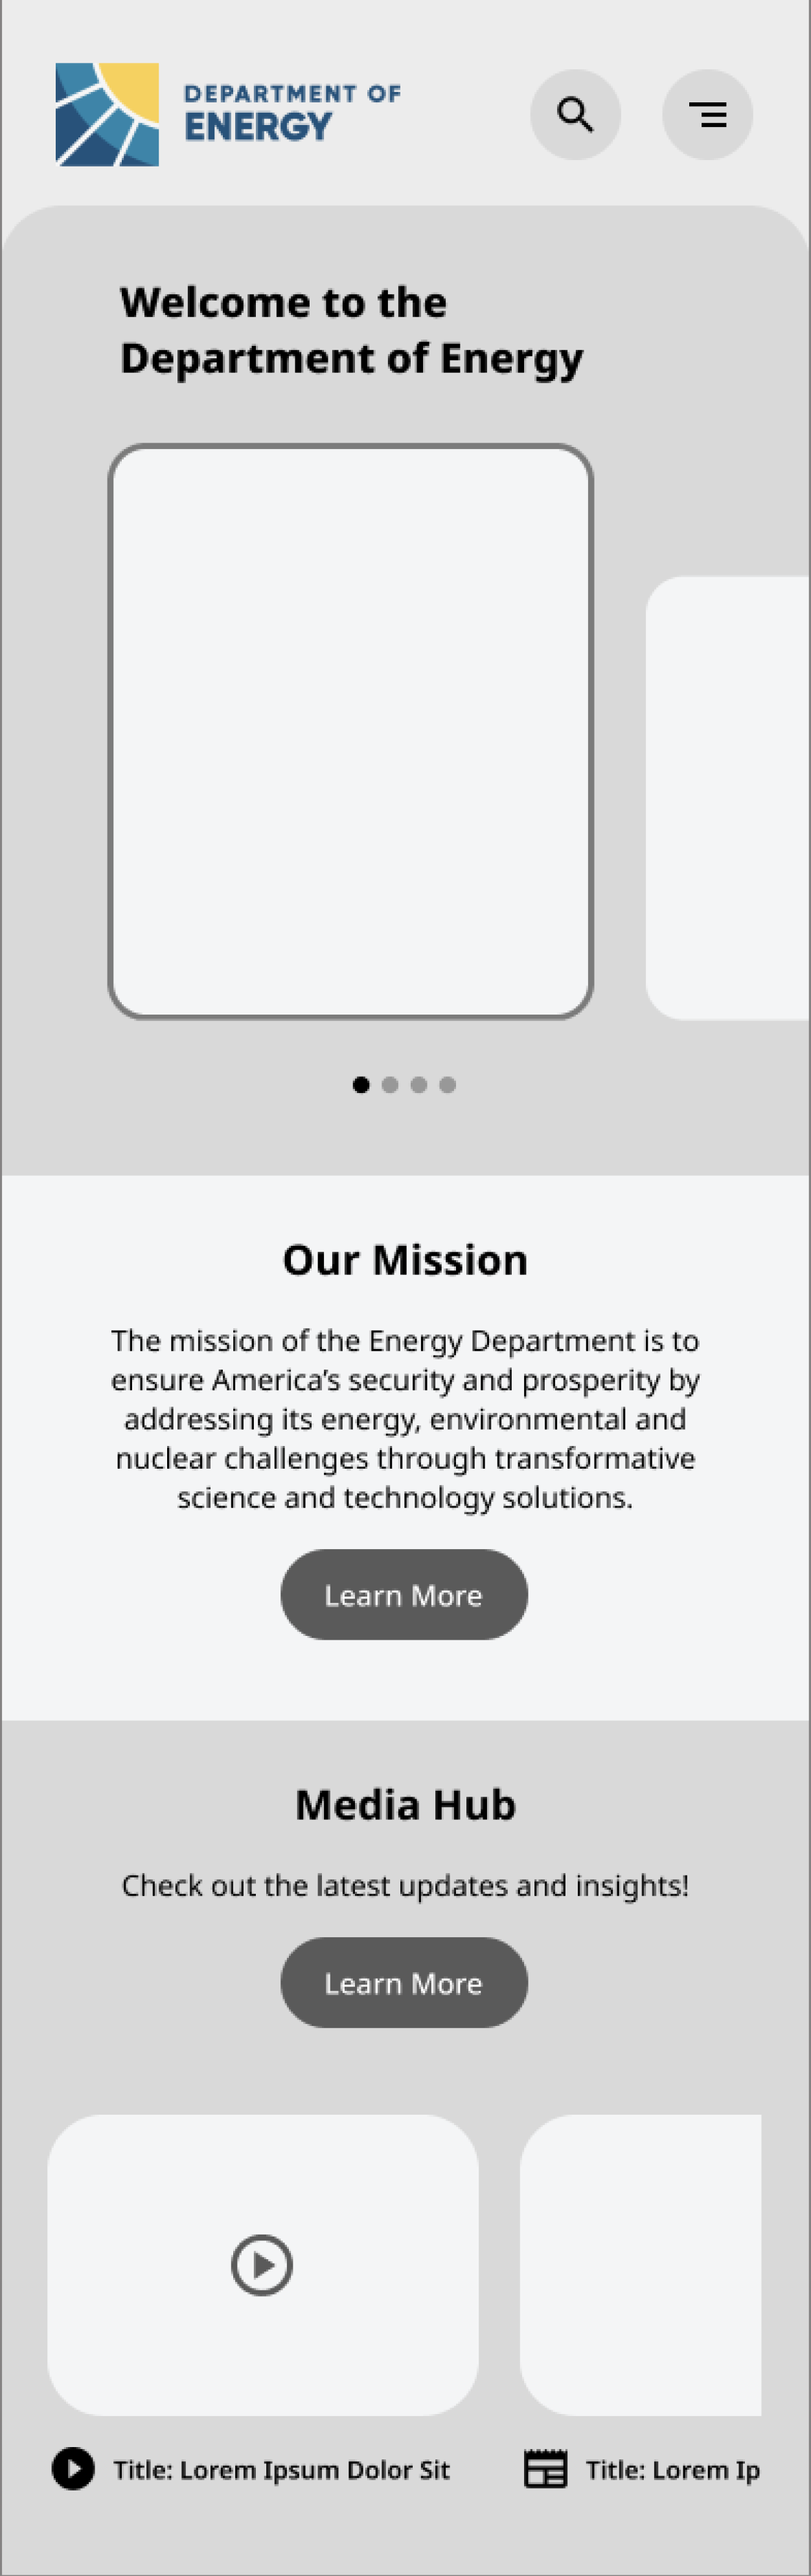 DEPARTMENT OF
ENERGY
Welcome to the
Department of Energy
Our Mission
The mission of the Energy Department is to
ensure America’s security and prosperity by
addressing its energy, environmental and
nuclear challenges through transformative
science and technology solutions.
Learn More
Media Hub
Check out the latest updates and insights!
Learn More
Title: Lorem Ipsum Dolor Sit
Title: Lorem Ip